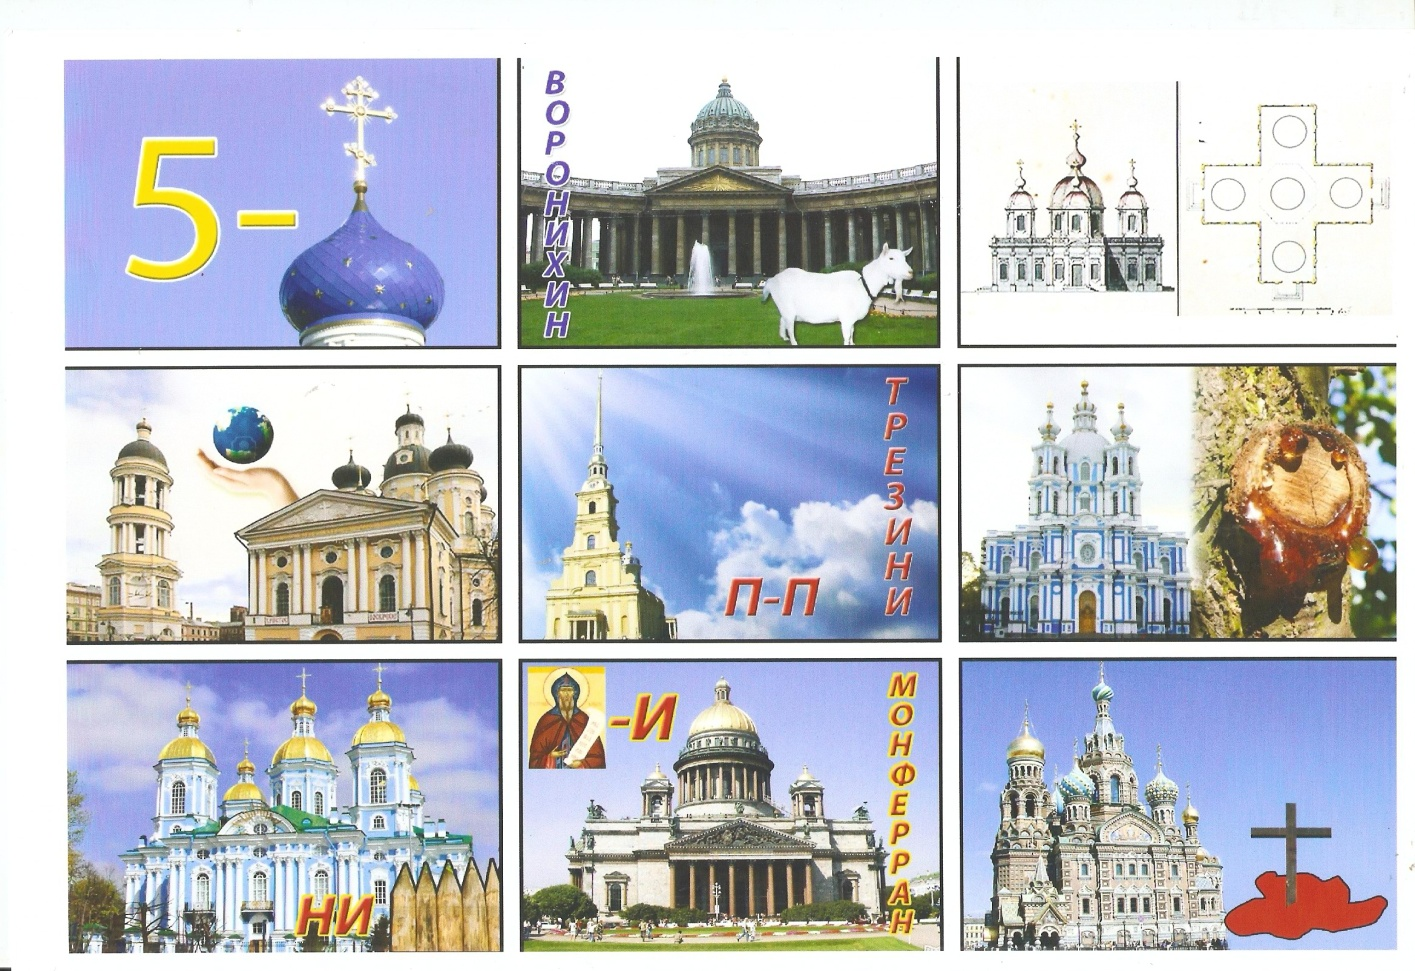 5-
ВОРОНИХИН
ТРЕЗИНИ
П-П
НИ
-И
МОНФЕРРАН